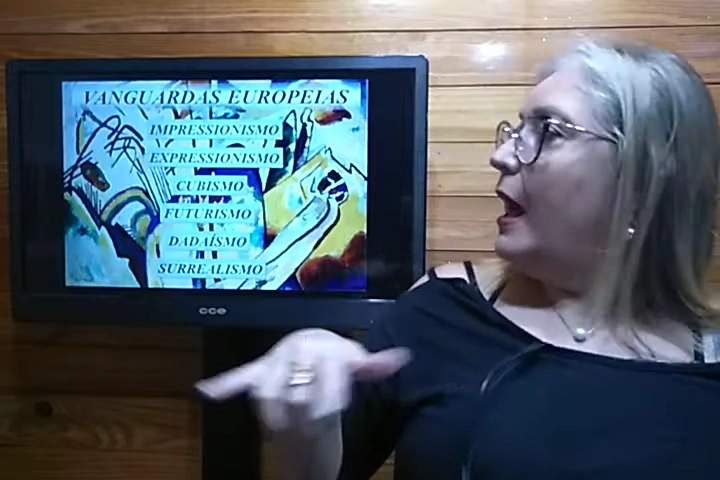 VANGUARDAS EUROPEIAS
IMPRESSIONISMO
EXPRESSIONISMO
CUBISMO
FUTURISMO
DADAÍSMO
SURREALISMO
cce